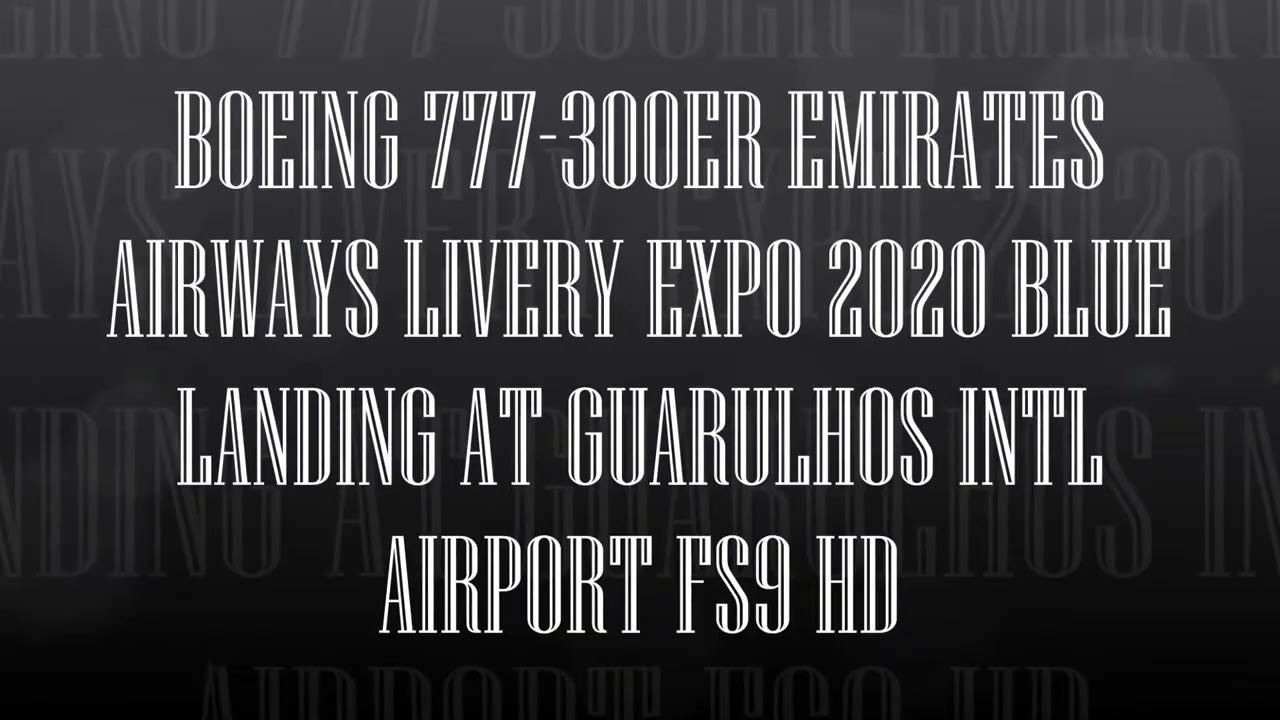 BOEING 777-300ER EMIRATES
AIRWAYS LIVERY EXPO 2020 BLUE
LANDING AT GUARULHOS INTL
AIRPORT FS9 HD